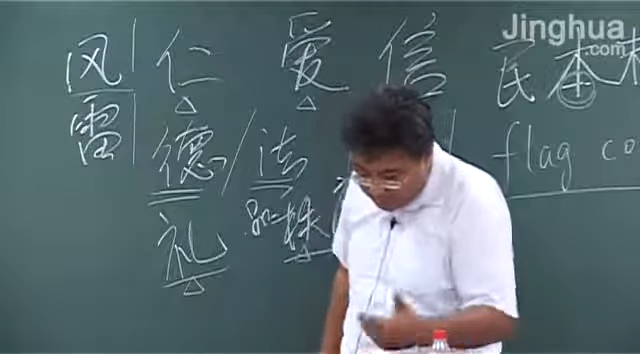 Jinghua
.com
风 仁 爱 信 民本
雷 德/法 flag co
礼